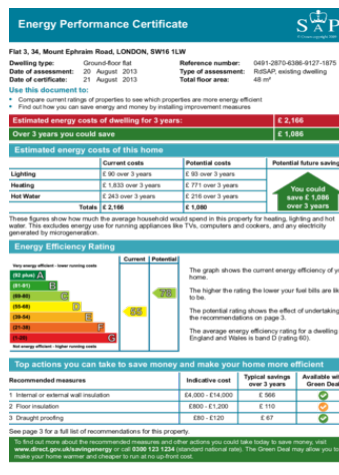 Energy Performance Certificate
SAP
Flat 3, 34, Mount Ephraim Road, LONDON, SW16 1LW
Dwelling type: Ground-floor flat Reference number: 0491-2870-6386-9127-1875
Date of assessment: 20 August 2013 Type of assessment: RdSAP, existing dwelling
Date of certificate: 21 August 2013 Total floor area: 48 m²
Use this document to:
• Compare current ratings of properties to see which properties are more energy efficient
• Find out how you can save energy and money by installing improvement measures
Estimated energy costs of dwelling for 3 years: £ 2,166
Over 3 years you could save £ 1,086
Estimated energy costs of this home
Current costs Potential costs Potential future saving
Lighting £ 90 over 3 years £ 93 over 3 years
Heating £ 1,833 over 3 years £ 771 over 3 years
Hot Water £ 243 over 3 years £ 216 over 3 years
Totals £ 2,166 £ 1,080
You could
save £ 1,086
over 3 years
These figures show how much the average household would spend in this property for heating, lighting and hot
water. This excludes energy use for running appliances like TVs, computers and cookers, and any electricity
generated by microgeneration.
Energy Efficiency Rating
Current Potential
Very energy efficient - lower running costs
(92 plus) A
(81-91) B
(69-80) C
(55-68) D
(39-54) E
(21-38) F
(1-20) G
Not energy efficient - higher running costs
The graph shows the current energy efficiency of y
home.
The higher the rating the lower your fuel bills are lik
to be.
The potential rating shows the effect of undertaking
the recommendations on page 3.
The average energy efficiency rating for a dwelling
England and Wales is band D (rating 60).
Top actions you can take to save money and make your home more efficient
Recommended measures Indicative cost Typical savings over 3 years Available wi Green Deal
1 Internal or external wall insulation £4,000 - £14,000 £ 568
2 Floor insulation £800 - £1,200 £ 110
3 Draught proofing £80 - £120 £ 67
See page 3 for a full list of recommendations for this property.
To find out more about the recommended measures and other actions you could take today to save money, visit
www.direct.gov.uk/savingenergy or call 0300 123 1234 (standard national rate). The Green Deal may allow you to
make your home warmer and cheaper to run at no up-front cost.